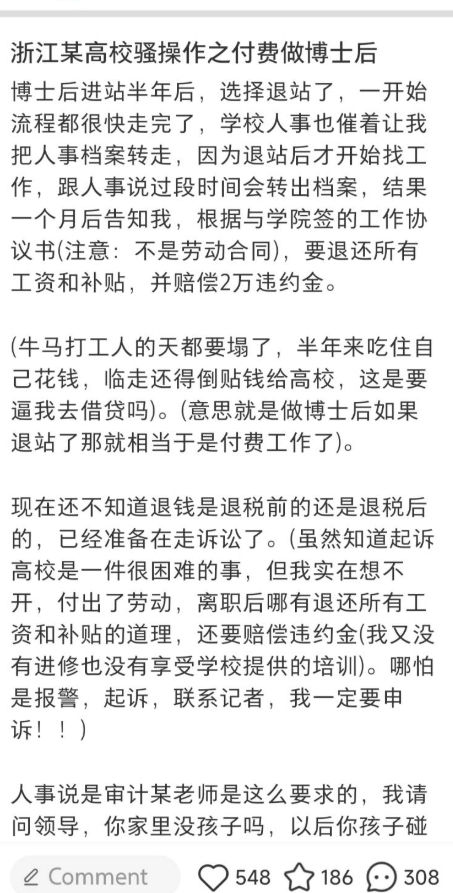 浙江某高校骚操作之付费做博士后
博士后进站半年后，选择退站了，一开始
流程都很快走完了，学校人事也催着让我
把人事档案转走，因为退站后才开始找工
作，跟人事说过段时间会转出档案，结果
一个月后告知我，根据与学院签的工作协
议书(注意：不是劳动合同)，要退还所有
工资和补贴，并赔偿2万违约金。
(牛马打工人的天都要塌了，半年来吃住自
己花钱，临走还得倒贴钱给高校，这是要
逼我去借贷吗)。(意思就是做博士后如果
退站了那就相当于是付费工作了)。
现在还不知道退钱是退税前的还是退税后
的，已经准备在走诉讼了。(虽然知道起诉
高校是一件很困难的事，但我实在想不
开，付出了劳动，离职后哪有退还所有工
资和补贴的道理，还要赔偿违约金(我又没
有进修也没有享受学校提供的培训)。哪怕
是报警，起诉，联系记者，我一定要申
诉！！)
人事说是审计某老师是这么要求的，我请
问领导，你家里没孩子吗，以后你孩子碰
Comment 548 186 308